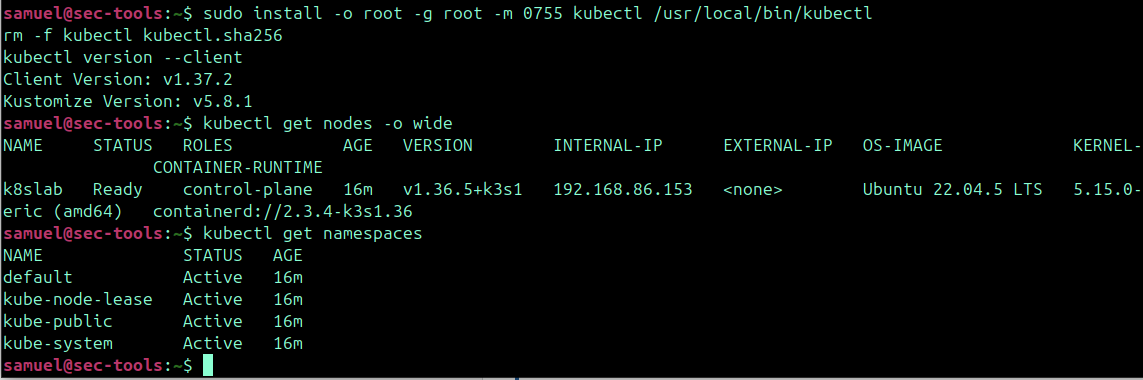 samuel@sec-tools:~$ sudo install -o root -g root -m 0755 kubectl /usr/local/bin/kubectl
rm -f kubectl kubectl.sha256
kubectl version --client
Client Version: v1.37.2
Kustomize Version: v5.8.1
samuel@sec-tools:~$ kubectl get nodes -o wide
NAME     STATUS   ROLES           AGE   VERSION        INTERNAL-IP      EXTERNAL-IP   OS-IMAGE             KERNEL-
               CONTAINER-RUNTIME
k8slab   Ready    control-plane   16m   v1.36.5+k3s1   192.168.86.153   <none>        Ubuntu 22.04.5 LTS   5.15.0-
eric (amd64)   containerd://2.3.4-k3s1.36
samuel@sec-tools:~$ kubectl get namespaces
NAME              STATUS   AGE
default           Active   16m
kube-node-lease   Active   16m
kube-public       Active   16m
kube-system       Active   16m
samuel@sec-tools:~$